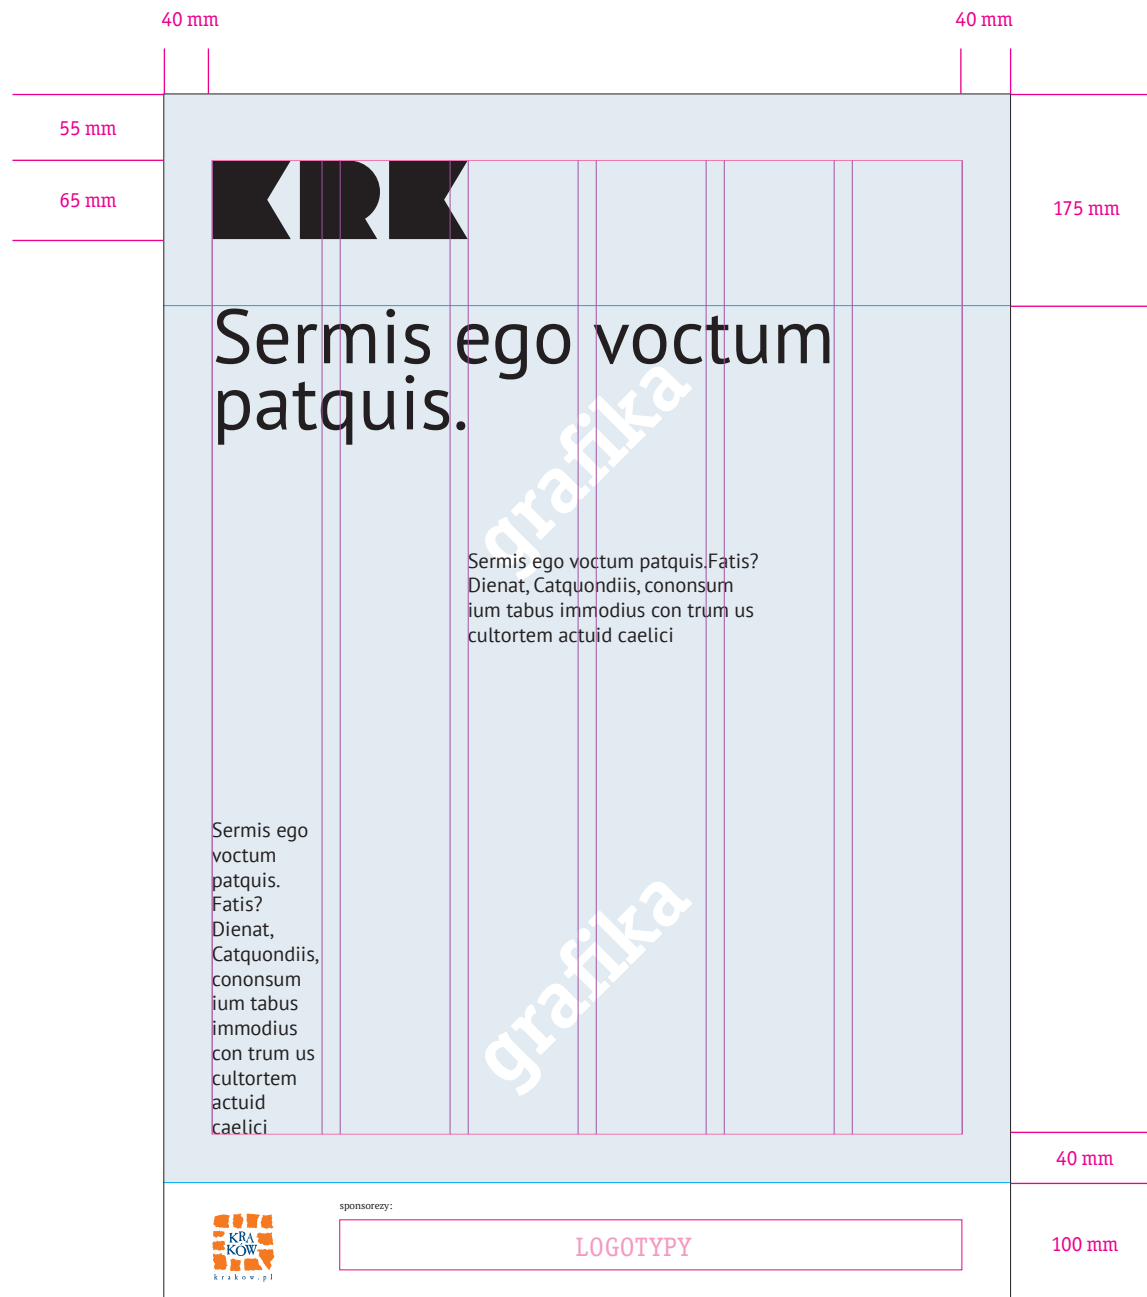 40 mm
40 mm
55 mm
65 mm
175 mm
KRK
Sermis ego voctum
patquis.
grafika
Sermis ego voctum patquis.Fatis?
Dienat, Catquondiis, cononsum
ium tabus immodius con trum us
cultortem actuid caelici
Sermis ego
voctum
patquis.
Fatis?
Dienat,
Catquondiis,
cononsum
ium tabus
immodius
con trum us
cultortem
actuid
caelici
grafika
40 mm
sponsorezy:
KRA
KÓW
krakow.pl
LOGOTYPY
100 mm